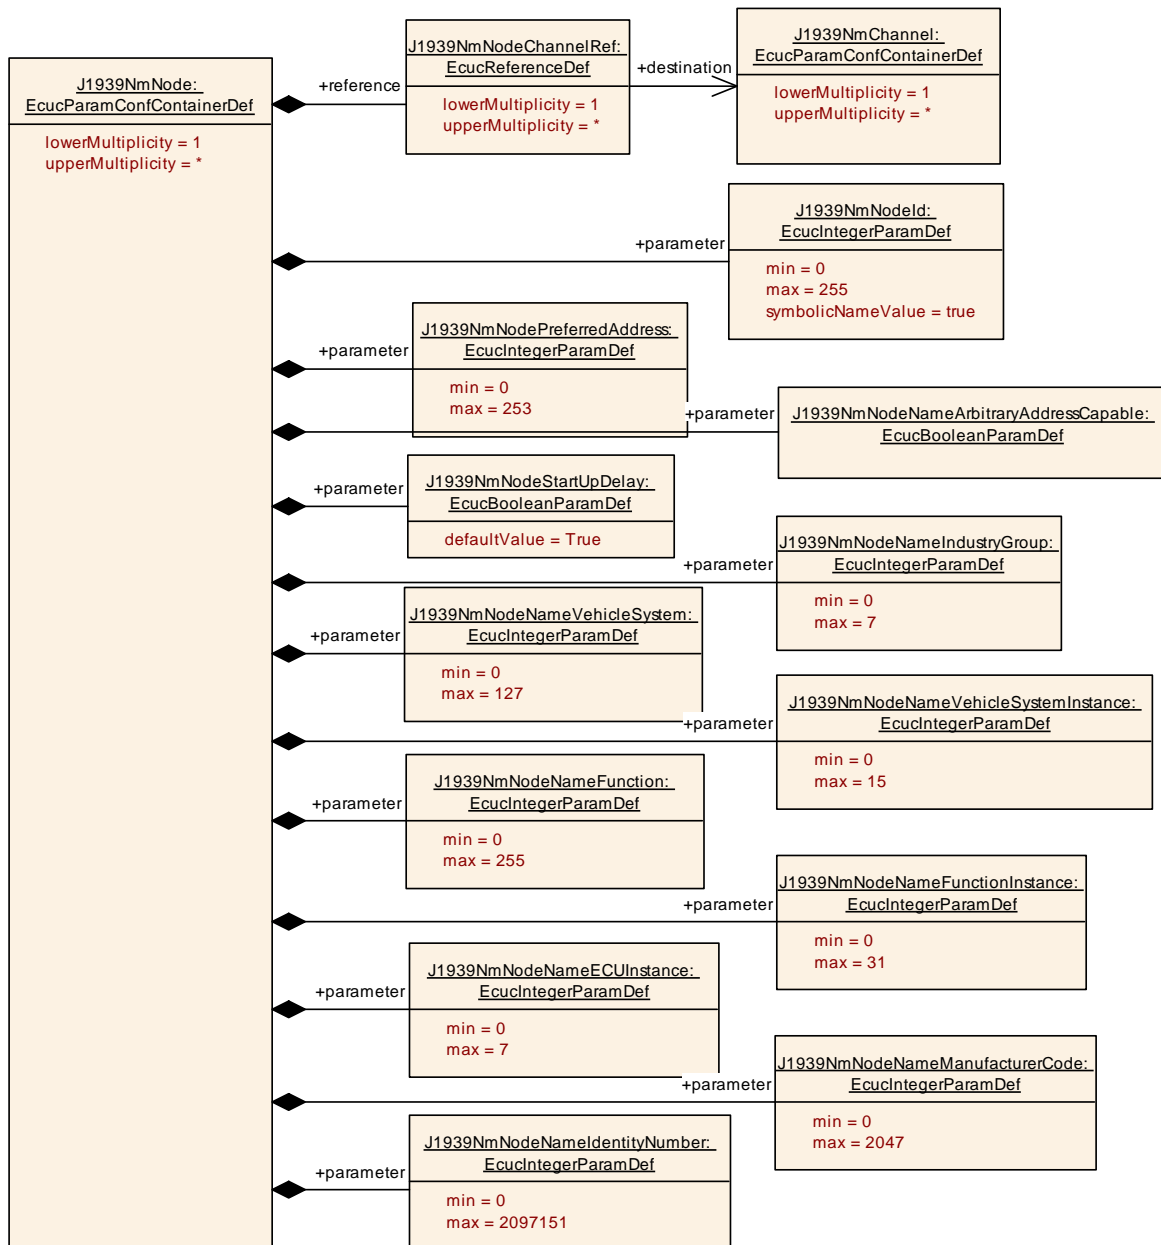 J1939NmNode:
EcucParamConfContainerDef
lowerMultiplicity = 1
upperMultiplicity = *
+reference
J1939NmNodeChannelRef:
EcucReferenceDef
lowerMultiplicity = 1
upperMultiplicity = *
+destination
J1939NmChannel:
EcucParamConfContainerDef
lowerMultiplicity = 1
upperMultiplicity = *
+parameter
J1939NmNodeId:
EcucIntegerParamDef
min = 0
max = 255
symbolicNameValue = true
+parameter
J1939NmNodePreferredAddress:
EcucIntegerParamDef
min = 0
max = 253
+parameter
J1939NmNodeNameArbitraryAddressCapable:
EcucBooleanParamDef
+parameter
J1939NmNodeStartUpDelay:
EcucBooleanParamDef
defaultValue = True
+parameter
J1939NmNodeNameIndustryGroup:
EcucIntegerParamDef
min = 0
max = 7
+parameter
J1939NmNodeNameVehicleSystem:
EcucIntegerParamDef
min = 0
max = 127
+parameter
J1939NmNodeNameVehicleSystemInstance:
EcucIntegerParamDef
min = 0
max = 15
+parameter
J1939NmNodeNameFunction:
EcucIntegerParamDef
min = 0
max = 255
+parameter
J1939NmNodeNameFunctionInstance:
EcucIntegerParamDef
min = 0
max = 31
+parameter
J1939NmNodeNameECUInstance:
EcucIntegerParamDef
min = 0
max = 7
+parameter
J1939NmNodeNameManufacturerCode:
EcucIntegerParamDef
min = 0
max = 2047
+parameter
J1939NmNodeNameIdentityNumber:
EcucIntegerParamDef
min = 0
max = 2097151